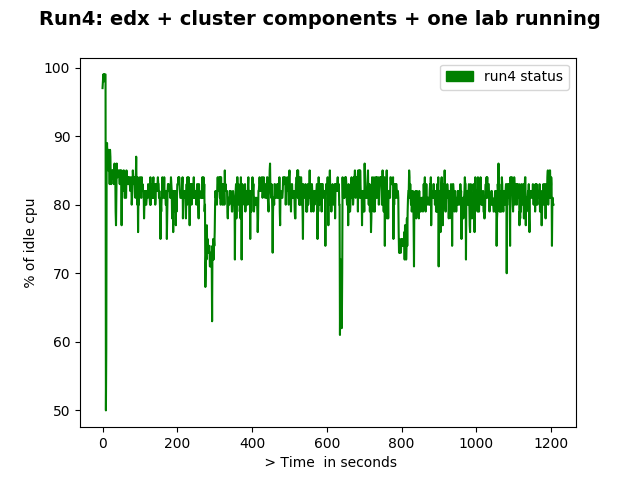 Run4: edx + cluster components + one lab running
run4 status
100
90
80
70
60
50
% of idle cpu
0 200 400 600 800 1000 1200
> Time  in seconds